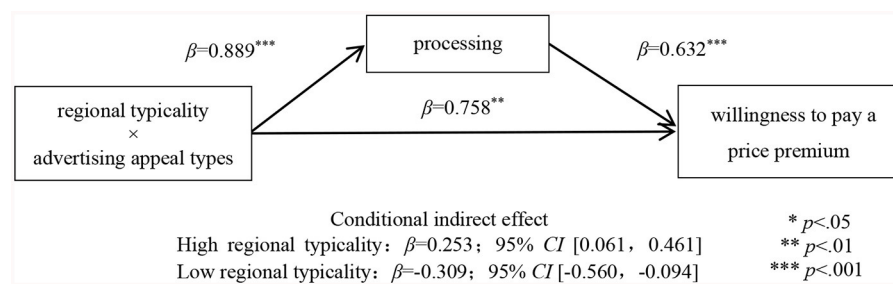 β=0.889***
processing
β=0.632***
regional typicality
×
advertising appeal types
β=0.758**
willingness to pay a
price premium
Conditional indirect effect
High regional typicality：β=0.253；95% CI [0.061，0.461]
Low regional typicality：β=-0.309；95% CI [-0.560，-0.094]
* p<.05
** p<.01
*** p<.001